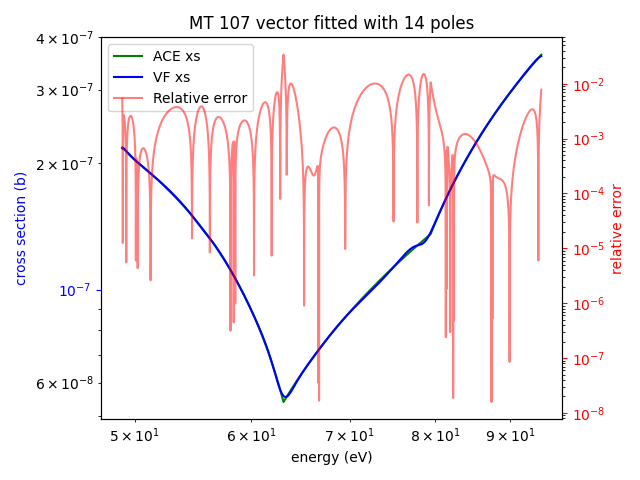 MT 107 vector fitted with 14 poles
ACE xs
VF xs
Relative error
cross section (b)
4×10⁻⁷
3×10⁻⁷
2×10⁻⁷
10⁻⁷
6×10⁻⁸
10⁻²
10⁻³
10⁻⁴
10⁻⁵
10⁻⁶
10⁻⁷
10⁻⁸
relative error
5×10¹
6×10¹
7×10¹
8×10¹
9×10¹
energy (eV)